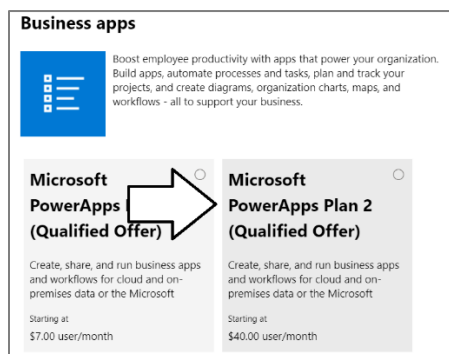 Business apps
Boost employee productivity with apps that power your organization.
Build apps, automate processes and tasks, plan and track your
projects, and create diagrams, organization charts, maps, and
workflows - all to support your business.
Microsoft
PowerApps
(Qualified Offer)
Create, share, and run business apps
and workflows for cloud and on-
premises data or the Microsoft
Starting at
$7.00 user/month
Microsoft
PowerApps Plan 2
(Qualified Offer)
Create, share, and run business apps
and workflows for cloud and on-
premises data or the Microsoft
Starting at
$40.00 user/month